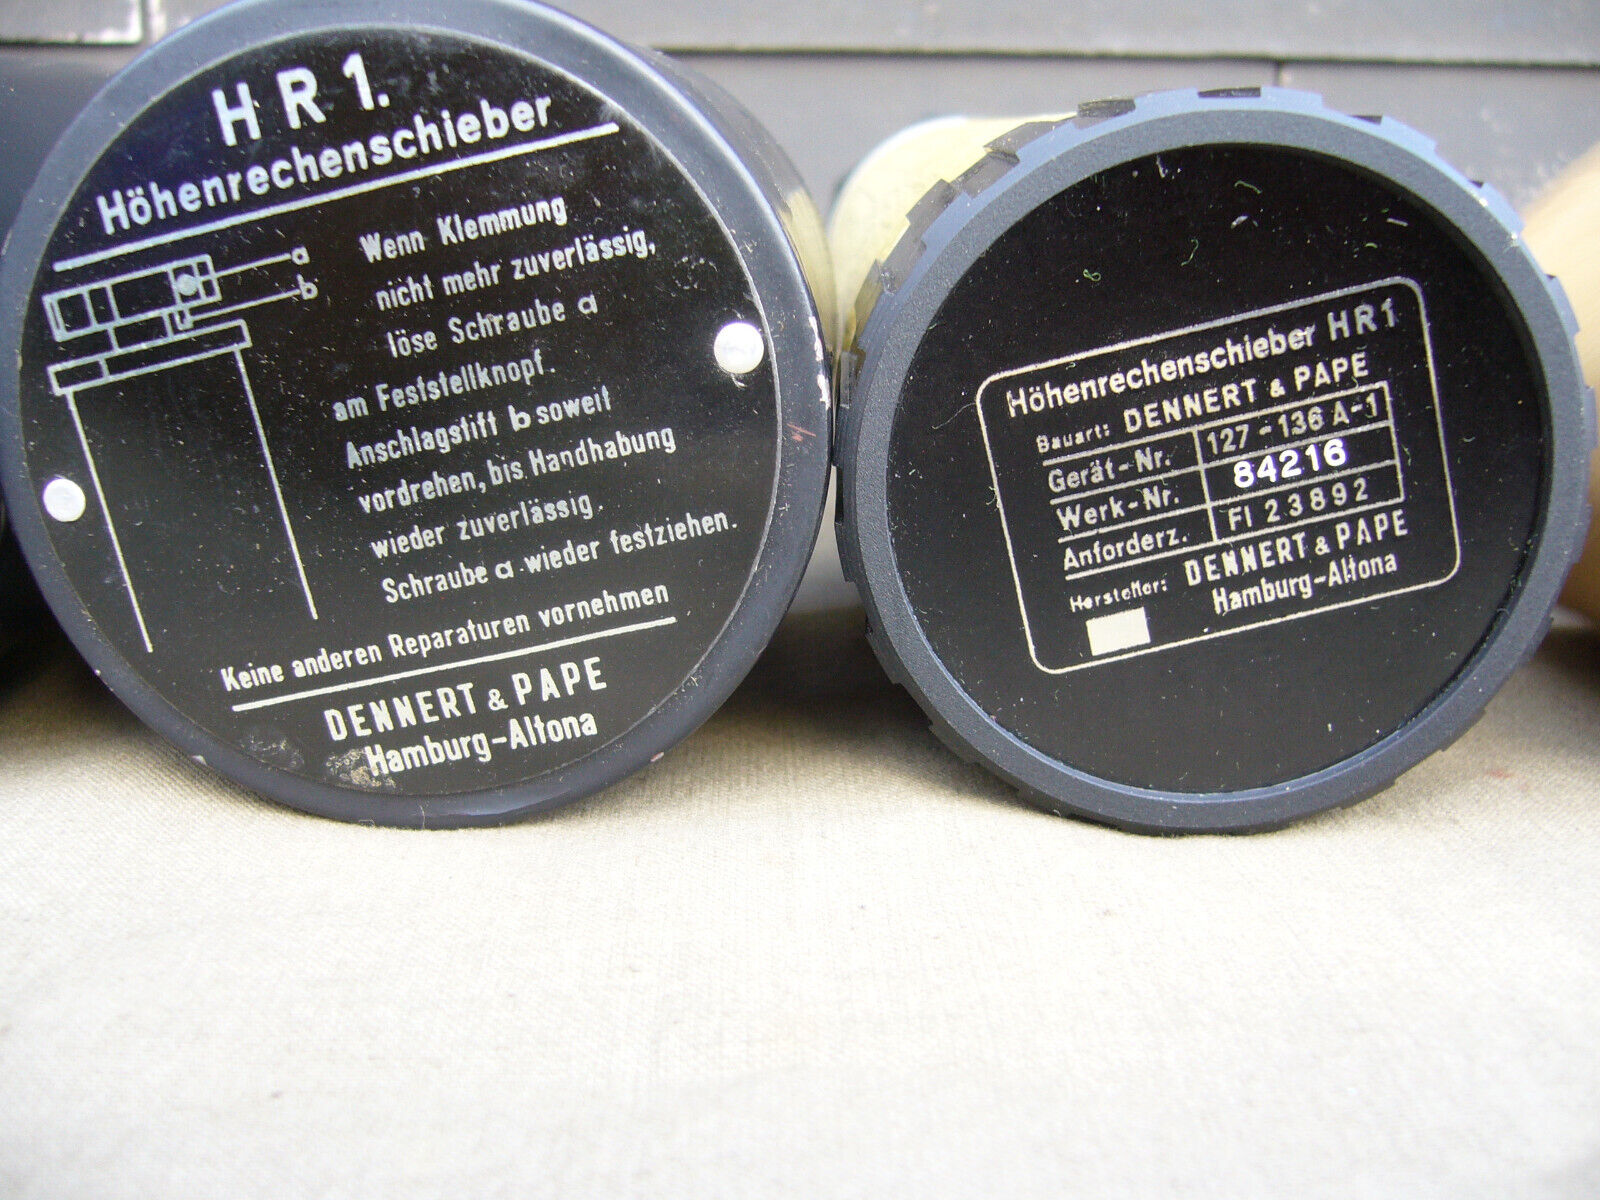 HR1.
Höhenrechenschieber
a
b
Wenn Klemmung
nicht mehr zuverlässig,
löse Schraube a
am Feststellknopf.
Anschlagstift b soweit
vordrehen, bis Handhabung
wieder zuverlässig.
Schraube a wieder festziehen.
Keine anderen Reparaturen vornehmen
DENNERT & PAPE
Hamburg-Altona
Höhenrechenschieber HR1
Bauart: DENNERT & PAPE
Gerät-Nr. 127-136 A-1
Werk-Nr. 84216
Anforderz. Fl 23892
Hersteller: DENNERT & PAPE
Hamburg-Altona